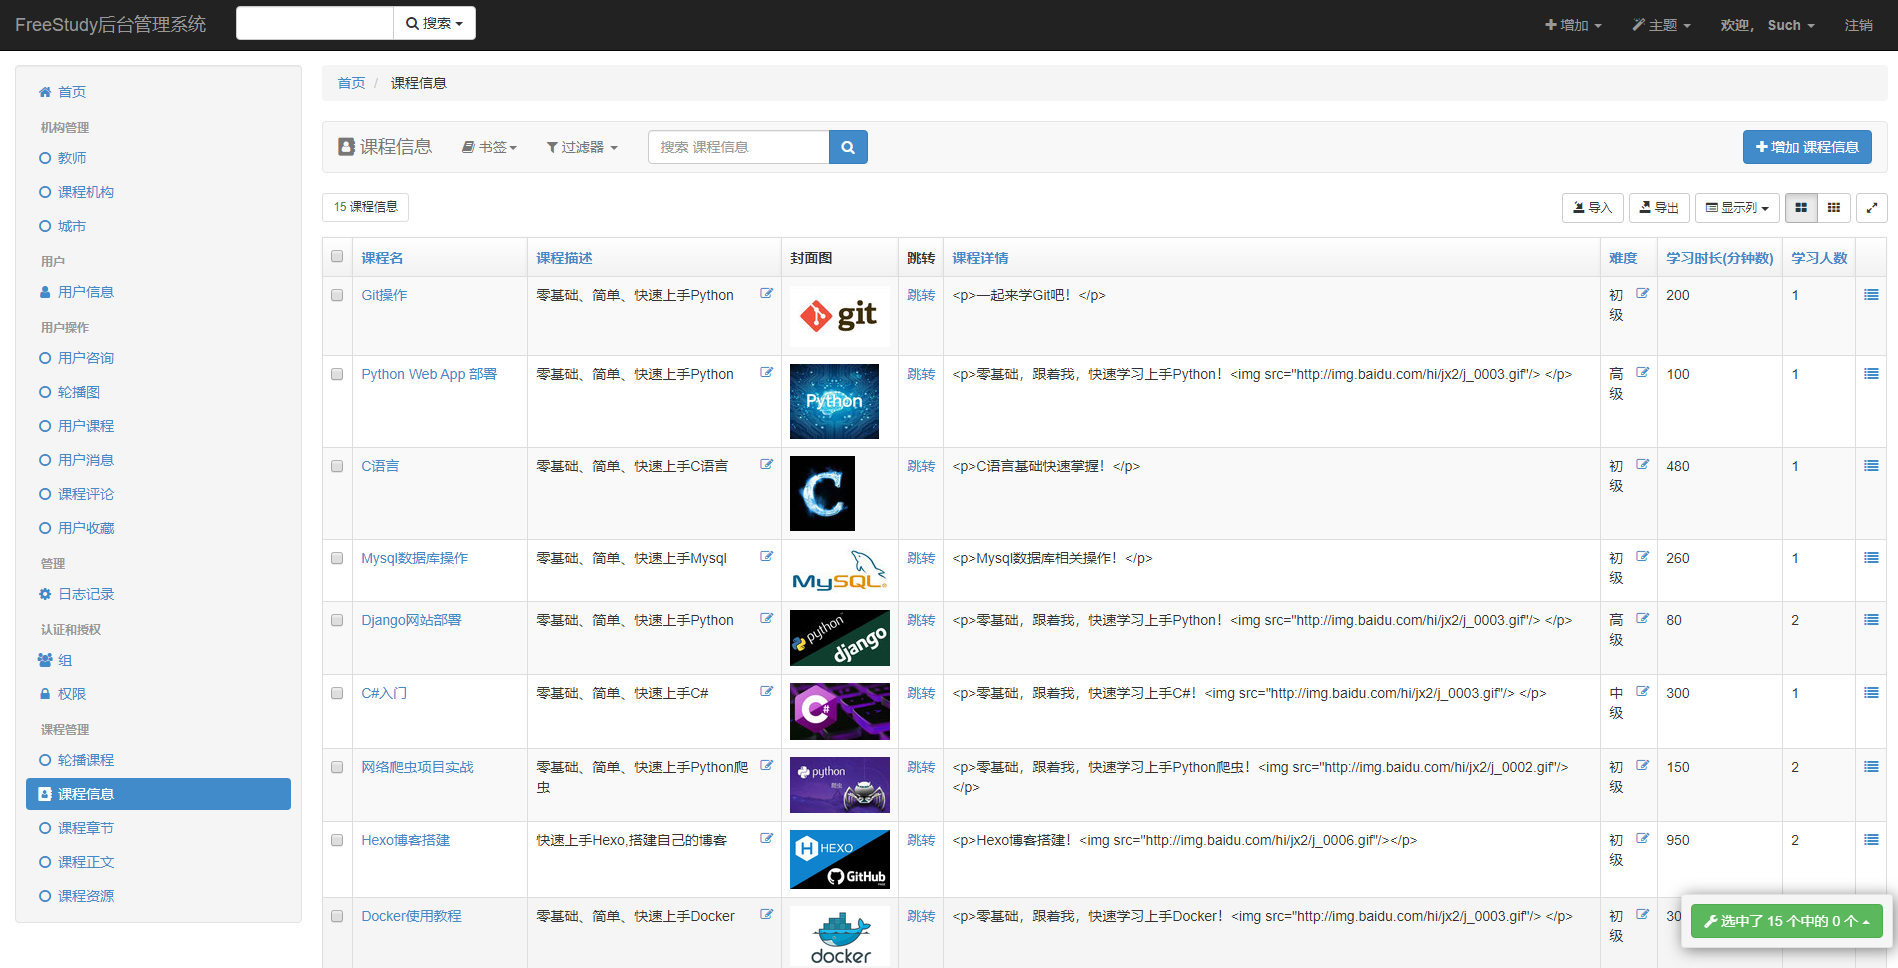 FreeStudy后台管理系统 搜索 增加 主题 欢迎， Such 注销
首页
机构管理
教师
课程机构
城市
用户
用户信息
用户操作
用户咨询
轮播图
用户课程
用户消息
课程评论
用户收藏
管理
日志记录
认证和授权
组
权限
课程管理
轮播课程
课程信息
课程章节
课程正文
课程资源
首页 / 课程信息
课程信息 书签 过滤器 搜索 课程信息 增加 课程信息
15 课程信息 导入 导出 显示列
课程名 课程描述 封面图 跳转 课程详情 难度 学习时长(分钟数) 学习人数
Git操作 零基础、简单、快速上手Python git 跳转 <p>一起来学Git吧！</p> 初 200 1
级
Python Web App 部署 零基础、简单、快速上手Python 跳转 <p>零基础，跟着我，快速学习上手Python！<img src="http://img.baidu.com/hi/jx2/j_0003.gif"/> </p> 高 100 1
Python 级
C语言 零基础、简单、快速上手C语言 跳转 <p>C语言基础快速掌握！</p> 初 480 1
C 级
Mysql数据库操作 零基础、简单、快速上手Mysql 跳转 <p>Mysql数据库相关操作！</p> 初 260 1
MySQL 级
Django网站部署 零基础、简单、快速上手Python python 跳转 <p>零基础，跟着我，快速学习上手Python！<img src="http://img.baidu.com/hi/jx2/j_0003.gif"/> </p> 高 80 2
django 级
C#入门 零基础、简单、快速上手C# 跳转 <p>零基础，跟着我，快速学习上手C#！<img src="http://img.baidu.com/hi/jx2/j_0003.gif"/> </p> 中 300 1
C# 级
网络爬虫项目实战 零基础、简单、快速上手Python爬 python 跳转 <p>零基础，跟着我，快速学习上手Python爬虫！<img src="http://img.baidu.com/hi/jx2/j_0002.gif"/> 初 150 2
虫 爬虫 </p> 级
Hexo博客搭建 快速上手Hexo,搭建自己的博客 HEXO 跳转 <p>Hexo博客搭建！<img src="http://img.baidu.com/hi/jx2/j_0006.gif"/></p> 初 950 2
GitHub 级
Docker使用教程 零基础、简单、快速上手Docker 跳转 <p>零基础，跟着我，快速学习上手Docker！<img src="http://img.baidu.com/hi/jx2/j_0003.gif"/> </p> 初 30
docker 级
选中了 15 个中的 0 个